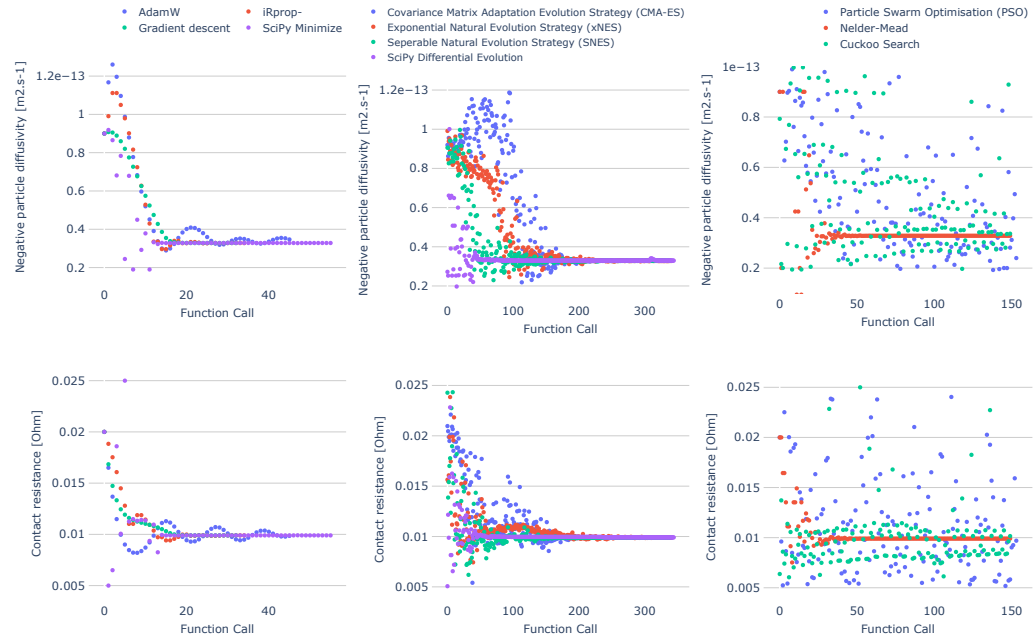 AdamW
iRprop-
Gradient descent
SciPy Minimize
Covariance Matrix Adaptation Evolution Strategy (CMA-ES)
Exponential Natural Evolution Strategy (xNES)
Seperable Natural Evolution Strategy (SNES)
SciPy Differential Evolution
Particle Swarm Optimisation (PSO)
Nelder-Mead
Cuckoo Search
Negative particle diffusivity [m2.s-1]
1.2e−13
1
0.8
0.6
0.4
0.2
0
20
40
Function Call
Negative particle diffusivity [m2.s-1]
1.2e−13
1
0.8
0.6
0.4
0.2
0
100
200
300
Function Call
Negative particle diffusivity [m2.s-1]
1e−13
0.8
0.6
0.4
0.2
0
50
100
150
Function Call
Contact resistance [Ohm]
0.025
0.02
0.015
0.01
0.005
0
20
40
Function Call
Contact resistance [Ohm]
0.025
0.02
0.015
0.01
0.005
0
100
200
300
Function Call
Contact resistance [Ohm]
0.025
0.02
0.015
0.01
0.005
0
50
100
150
Function Call